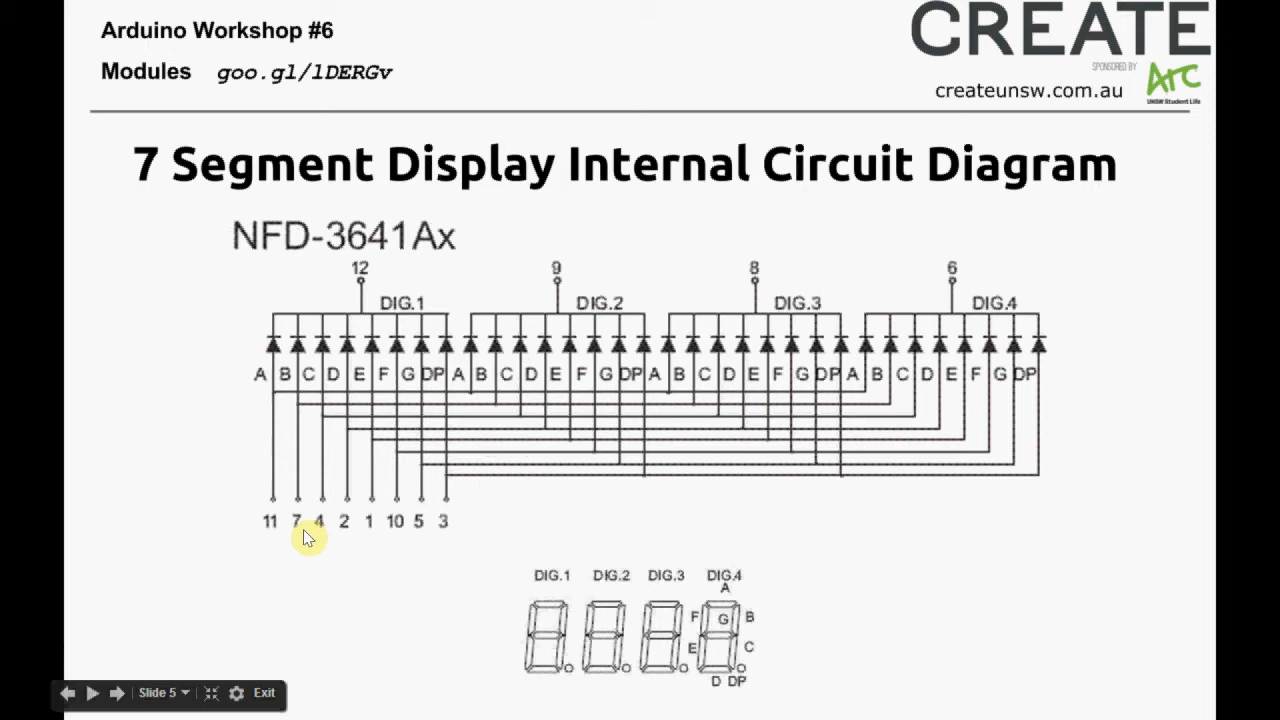 Arduino Workshop #6
Modules goo.gl/lDERGv
CREATE
SPONSORED BY
Arc
UNSW Student Life
createunsw.com.au
7 Segment Display Internal Circuit Diagram
NFD-3641Ax
12 9 8 6
DIG.1 DIG.2 DIG.3 DIG.4
A B C D E F G DP A B C D E F G DP A B C D E F G DP A B C D E F G DP
11 7 4 2 1 10 5 3
DIG.1 DIG.2 DIG.3 DIG.4
A
F G B
E C
D DP
Slide 5 Exit